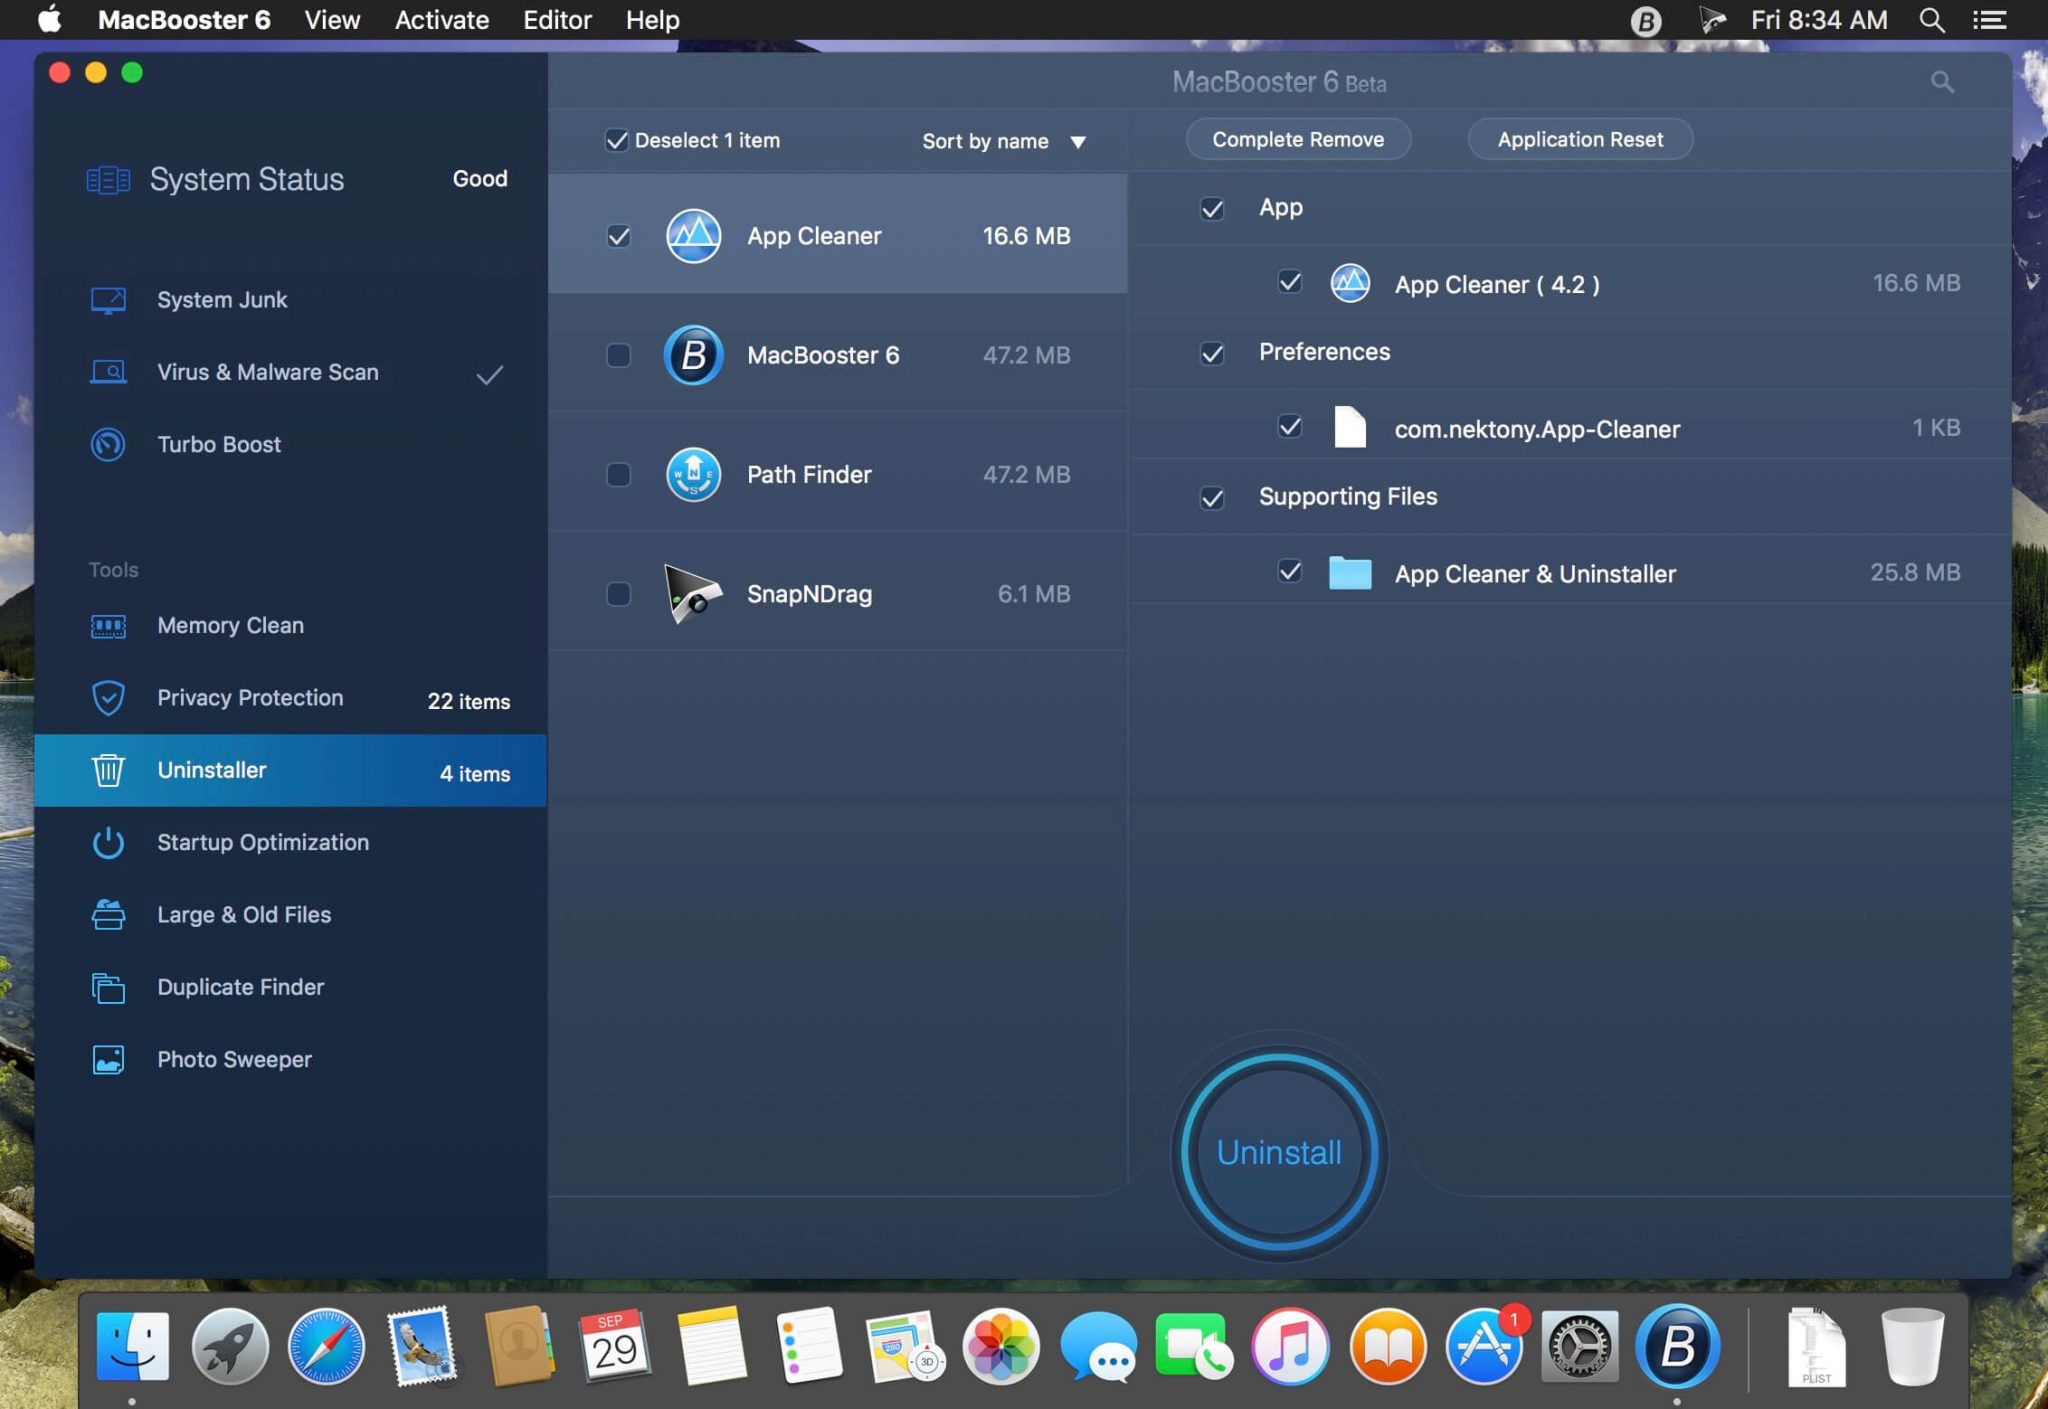 MacBooster 6 View Activate Editor Help
B
Fri 8:34 AM
MacBooster 6 Beta
System Status Good
System Junk
Virus & Malware Scan
Turbo Boost
Tools
Memory Clean
Privacy Protection 22 items
Uninstaller 4 items
Startup Optimization
Large & Old Files
Duplicate Finder
Photo Sweeper
Deselect 1 item Sort by name
App Cleaner 16.6 MB
B MacBooster 6 47.2 MB
W N E S
Path Finder 47.2 MB
SnapNDrag 6.1 MB
Complete Remove Application Reset
App
App Cleaner ( 4.2 ) 16.6 MB
Preferences
com.nektony.App-Cleaner 1 KB
Supporting Files
App Cleaner & Uninstaller 25.8 MB
Uninstall
SEP
29
280
3D
1
B
PLIST